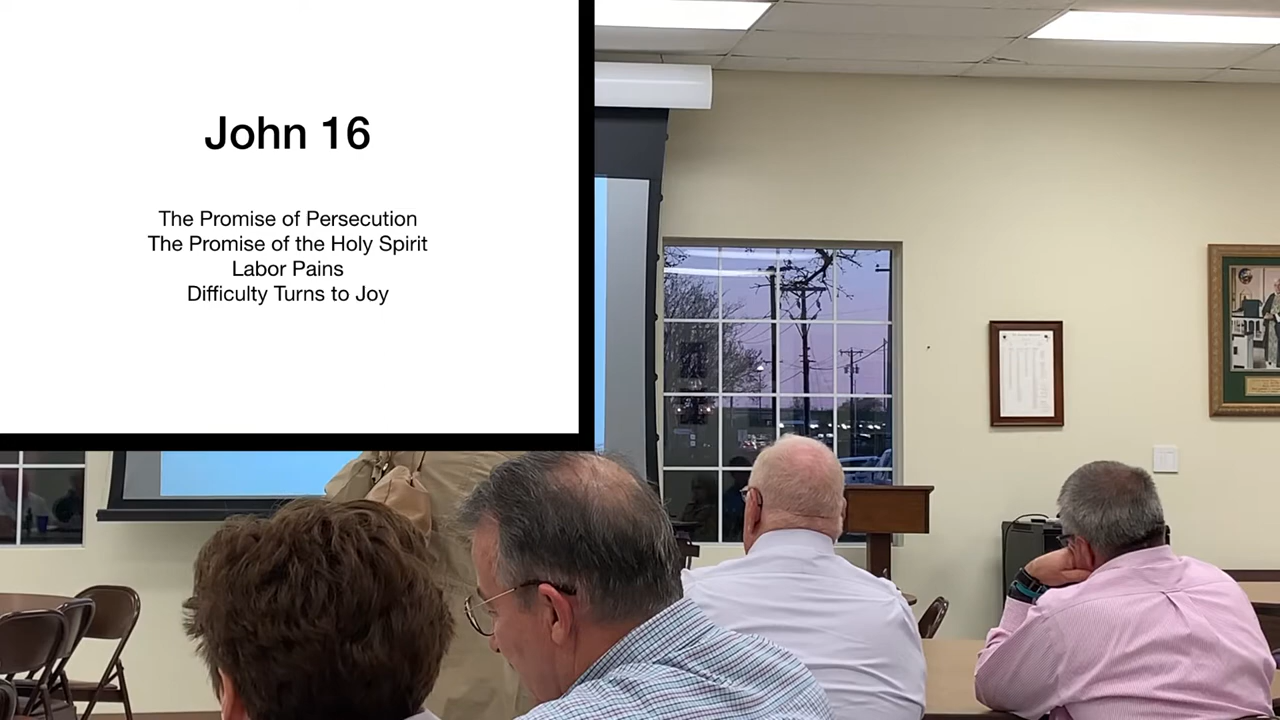 John 16
The Promise of Persecution
The Promise of the Holy Spirit
Labor Pains
Difficulty Turns to Joy